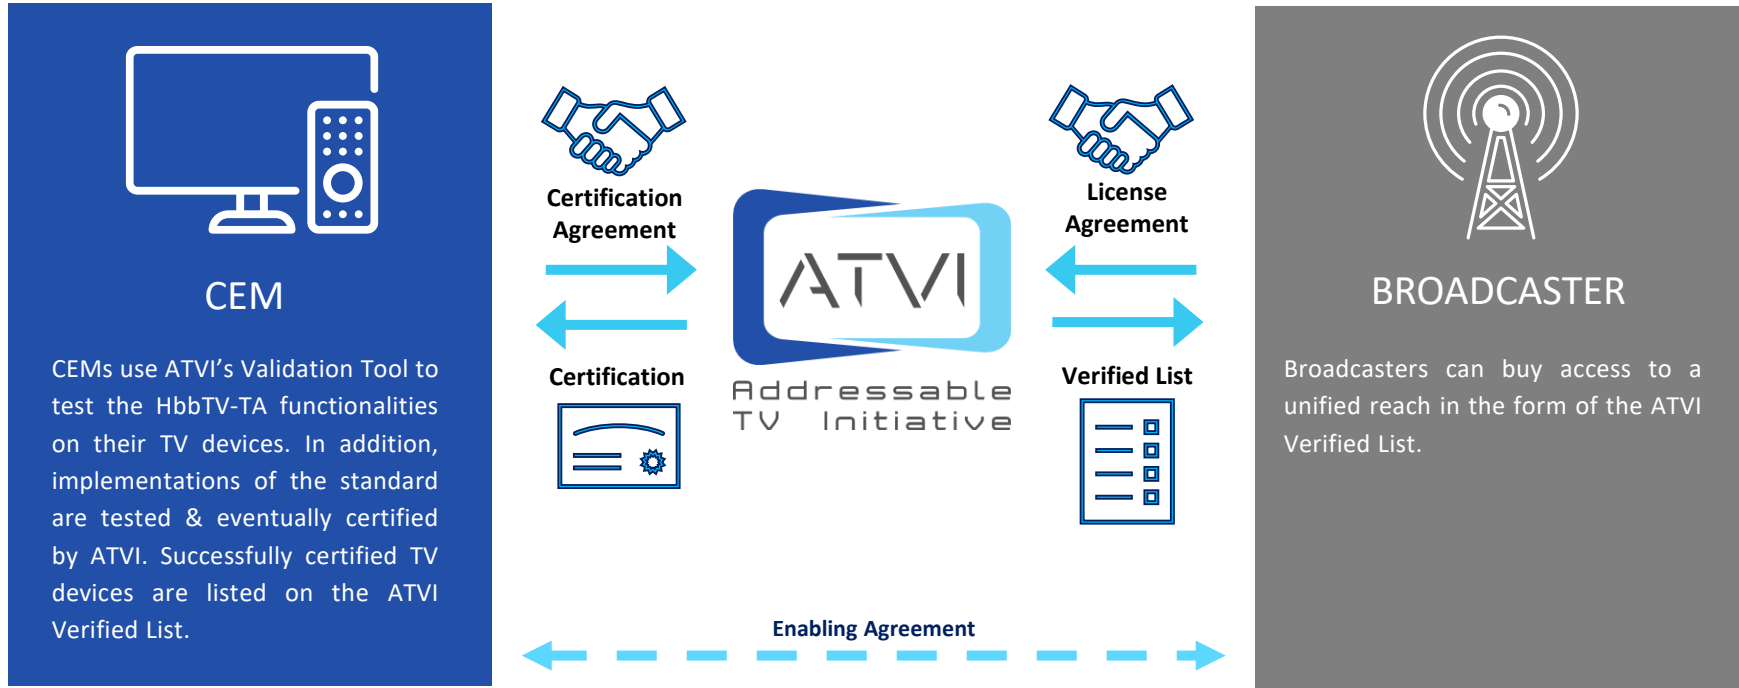 CEM
CEMs use ATVI’s Validation Tool to
test the HbbTV-TA functionalities
on their TV devices. In addition,
implementations of the standard
are tested & eventually certified
by ATVI. Successfully certified TV
devices are listed on the ATVI
Verified List.
Certification
Agreement
Certification
ATVI
Addressable
TV Initiative
License
Agreement
Verified List
Enabling Agreement
BROADCASTER
Broadcasters can buy access to a
unified reach in the form of the ATVI
Verified List.